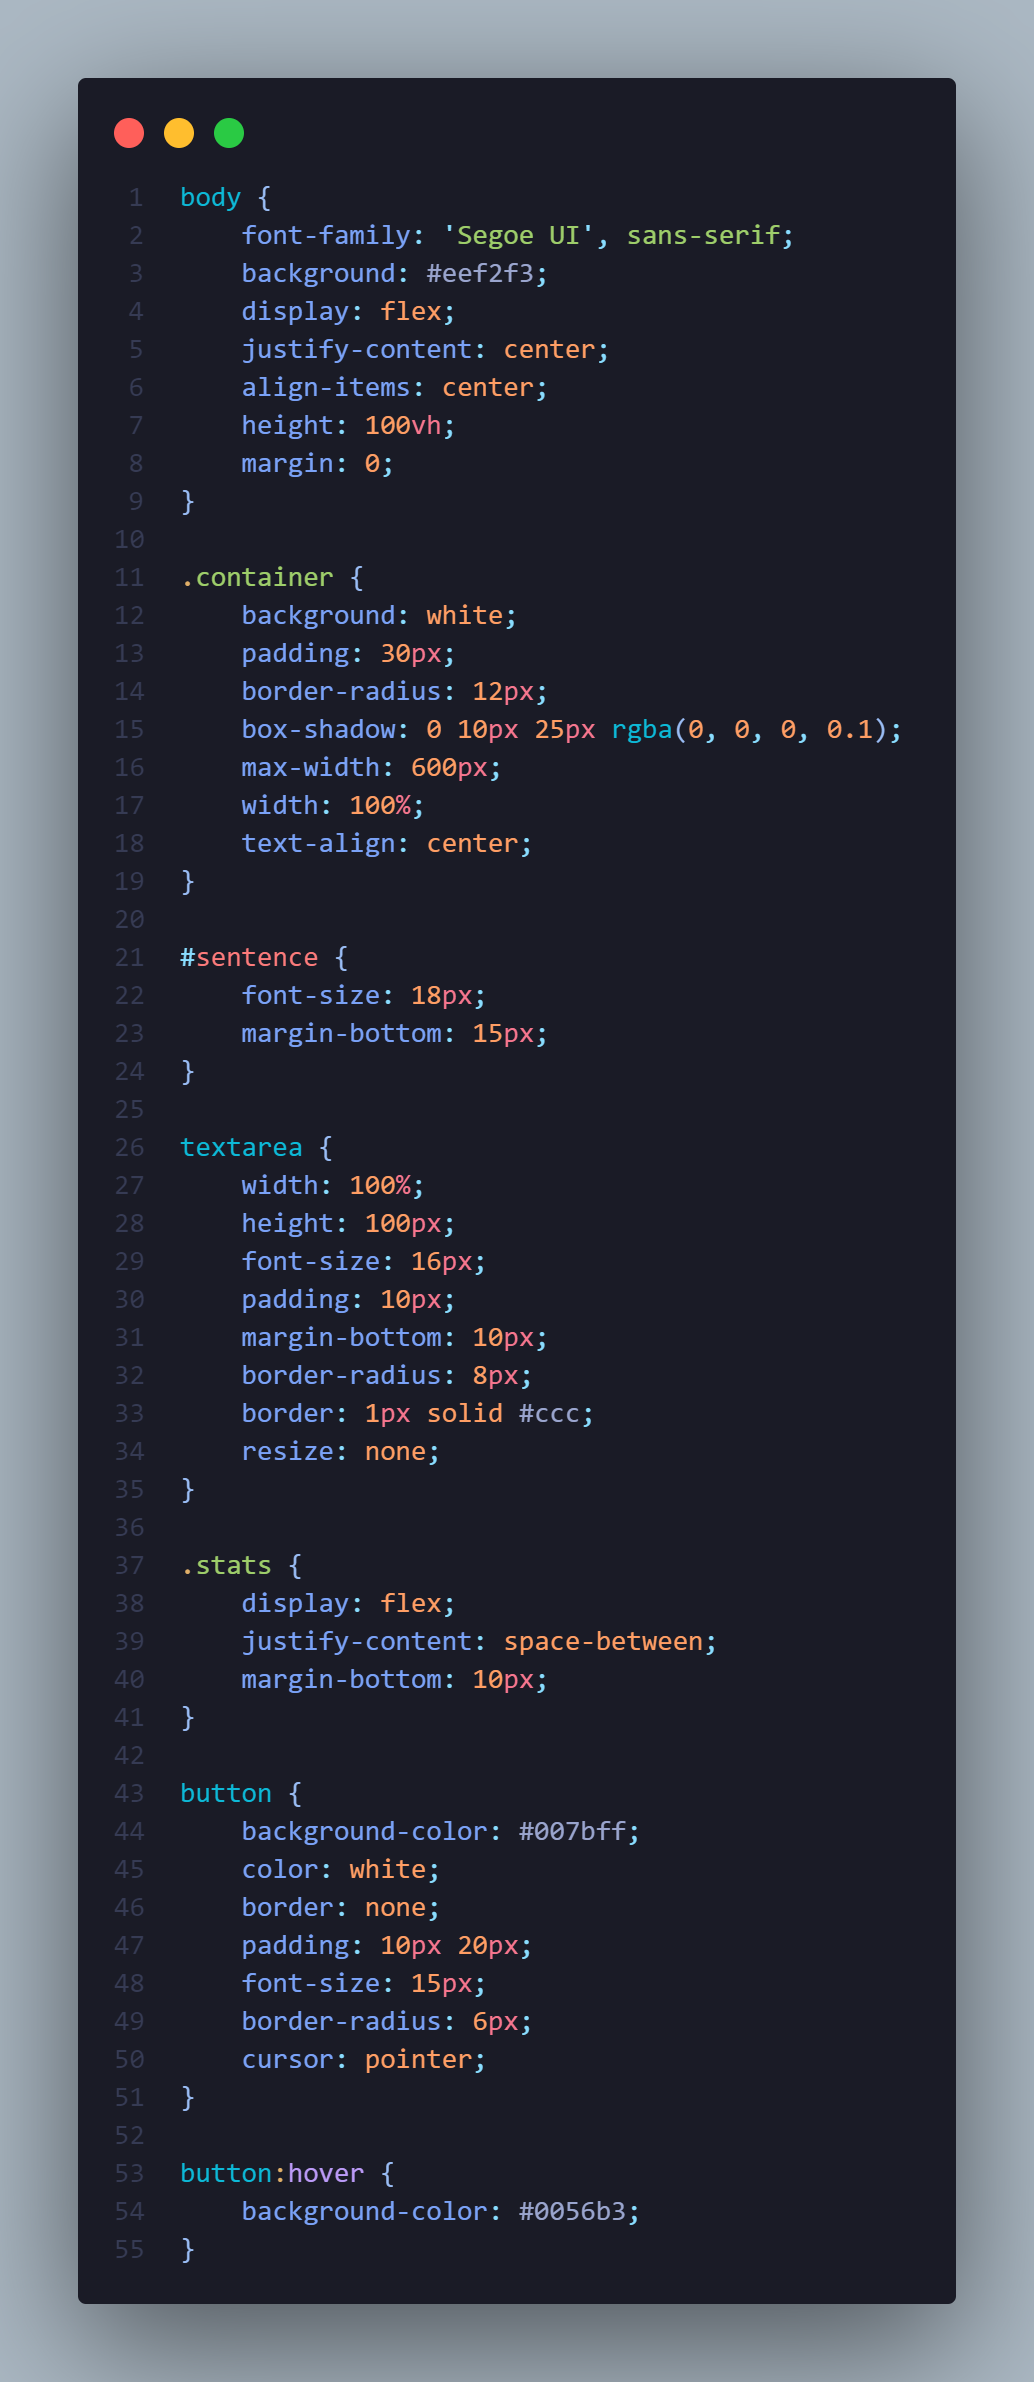 1 body {
2     font-family: 'Segoe UI', sans-serif;
3     background: #eef2f3;
4     display: flex;
5     justify-content: center;
6     align-items: center;
7     height: 100vh;
8     margin: 0;
9 }
10
11 .container {
12     background: white;
13     padding: 30px;
14     border-radius: 12px;
15     box-shadow: 0 10px 25px rgba(0, 0, 0, 0.1);
16     max-width: 600px;
17     width: 100%;
18     text-align: center;
19 }
20
21 #sentence {
22     font-size: 18px;
23     margin-bottom: 15px;
24 }
25
26 textarea {
27     width: 100%;
28     height: 100px;
29     font-size: 16px;
30     padding: 10px;
31     margin-bottom: 10px;
32     border-radius: 8px;
33     border: 1px solid #ccc;
34     resize: none;
35 }
36
37 .stats {
38     display: flex;
39     justify-content: space-between;
40     margin-bottom: 10px;
41 }
42
43 button {
44     background-color: #007bff;
45     color: white;
46     border: none;
47     padding: 10px 20px;
48     font-size: 15px;
49     border-radius: 6px;
50     cursor: pointer;
51 }
52
53 button:hover {
54     background-color: #0056b3;
55 }